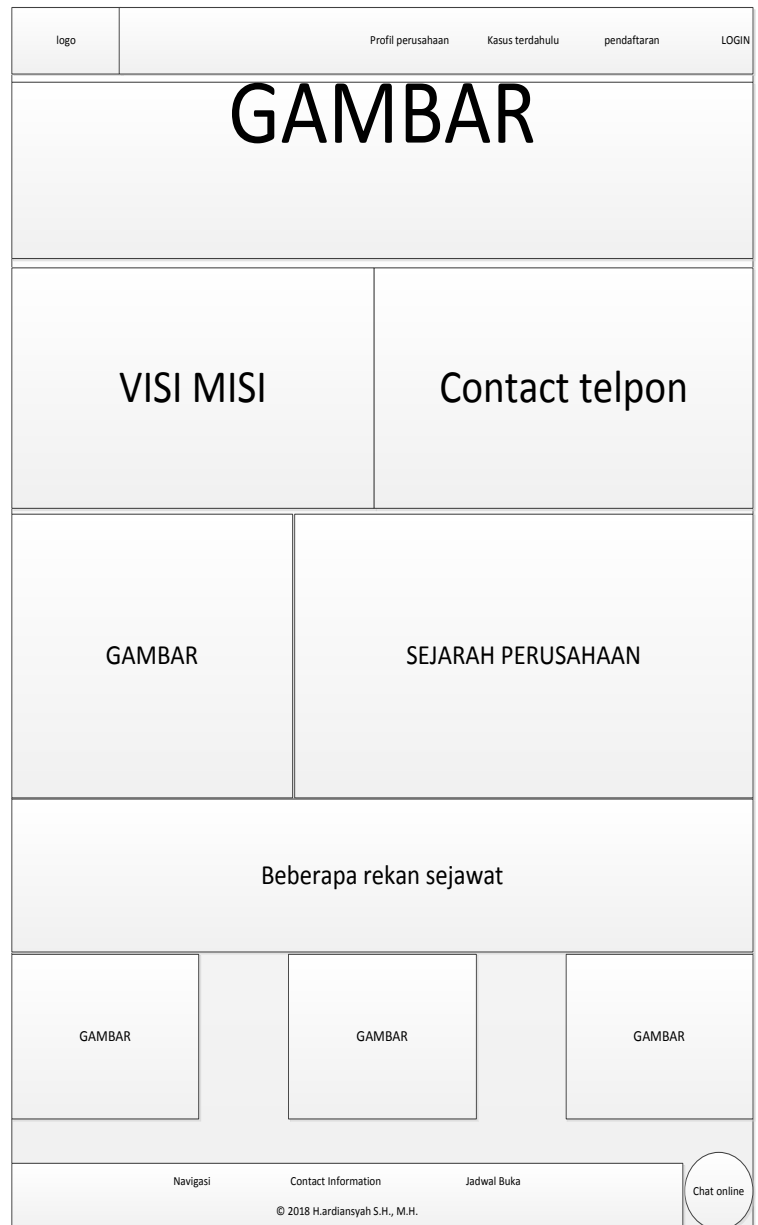 logo
Profil perusahaan
Kasus terdahulu
pendaftaran
LOGIN
GAMBAR
VISI MISI
Contact telpon
GAMBAR
SEJARAH PERUSAHAAN
Beberapa rekan sejawat
GAMBAR
GAMBAR
GAMBAR
Navigasi
Contact Information
Jadwal Buka
© 2018 H.ardiansyah S.H., M.H.
Chat online